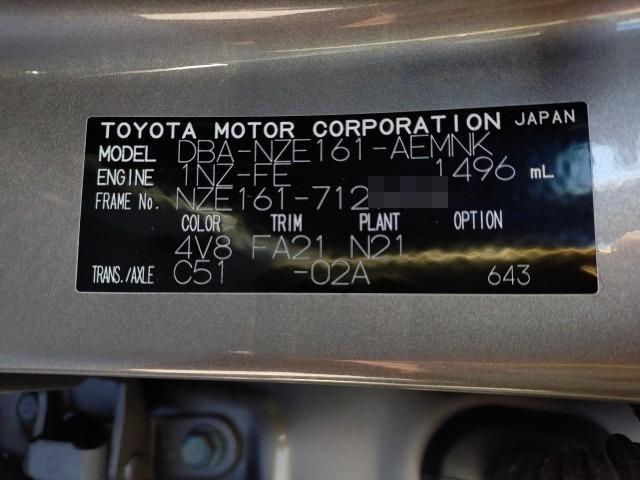 TOYOTA MOTOR CORPORATION JAPAN
MODEL DBA-NZE161-AEMNK
ENGINE 1NZ-FE 1496 mL
FRAME No. NZE161-712
COLOR TRIM PLANT OPTION
4V8 FA21 N21
TRANS./AXLE C51 -02A 643